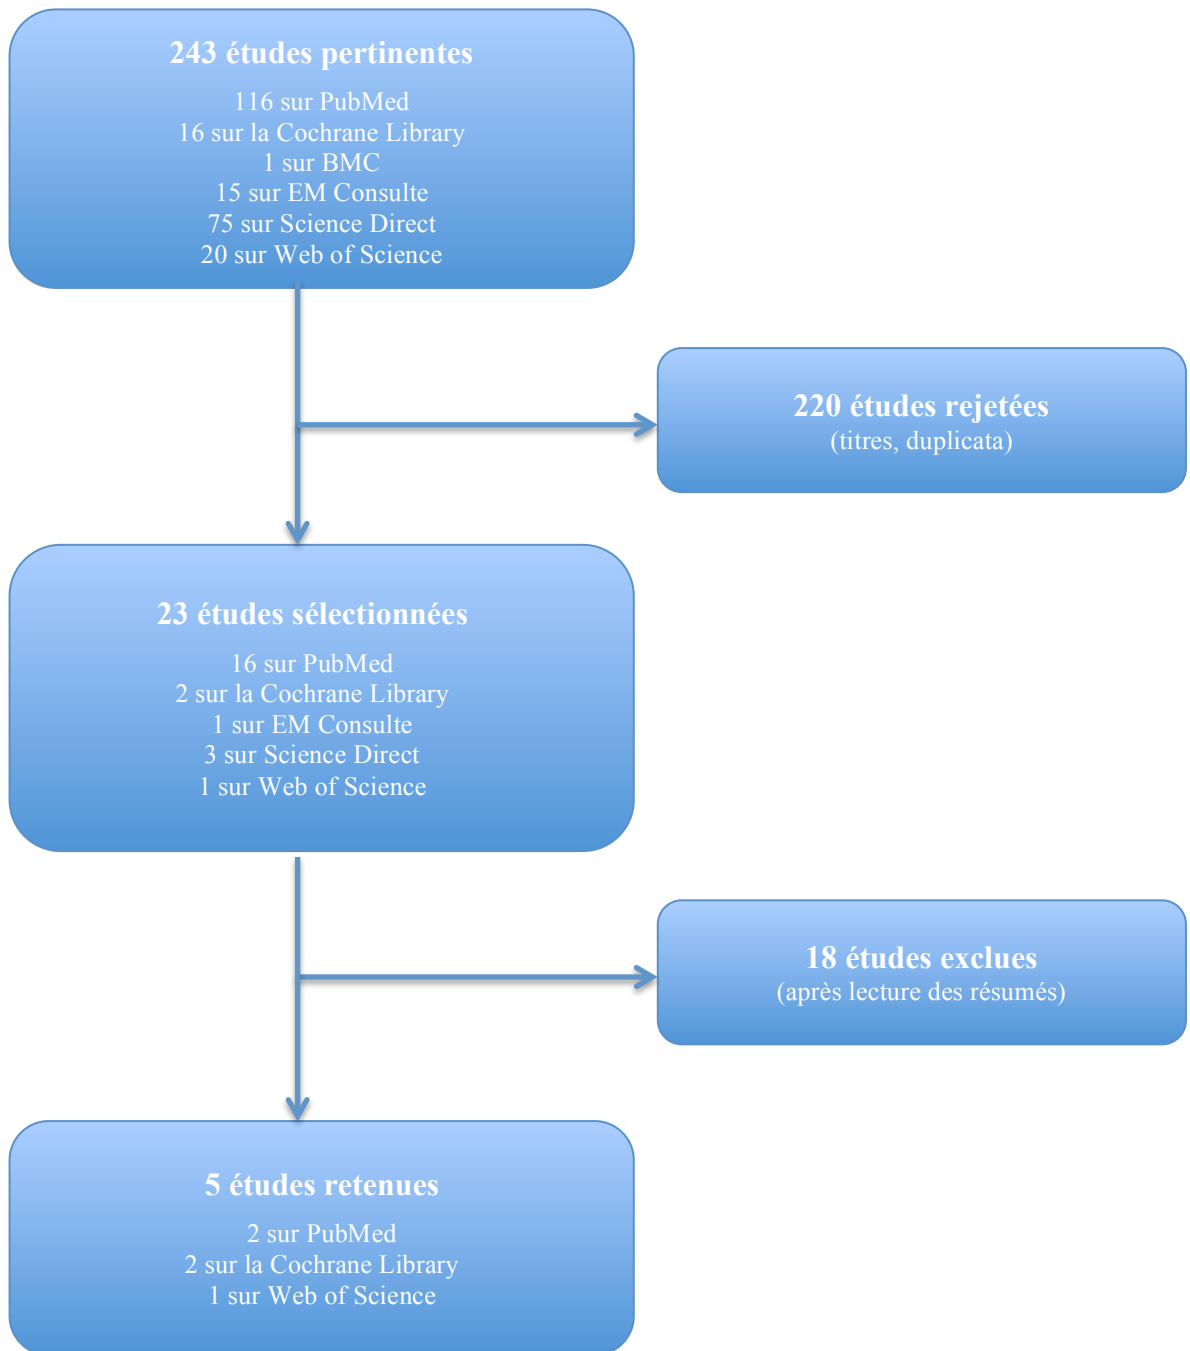 243 études pertinentes
116 sur PubMed
16 sur la Cochrane Library
1 sur BMC
15 sur EM Consulte
75 sur Science Direct
20 sur Web of Science
220 études rejetées
(titres, duplicata)
23 études sélectionnées
16 sur PubMed
2 sur la Cochrane Library
1 sur EM Consulte
3 sur Science Direct
1 sur Web of Science
18 études exclues
(après lecture des résumés)
5 études retenues
2 sur PubMed
2 sur la Cochrane Library
1 sur Web of Science